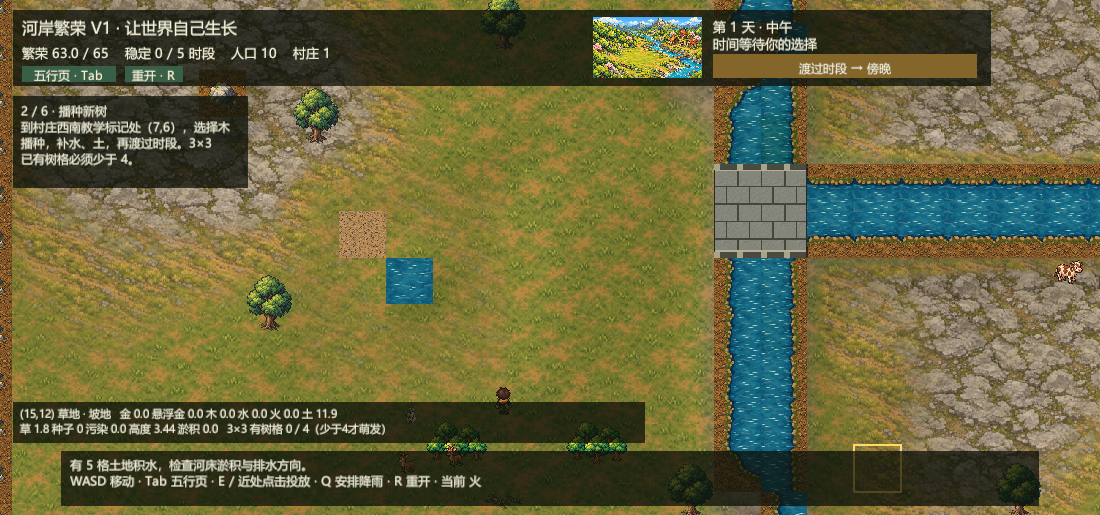 河岸繁荣 V1 · 让世界自己生长
繁荣 63.0 / 65 稳定 0 / 5 时段 人口 10 村庄 1
五行页 · Tab 重开 · R
第 1 天 · 中午
时间等待你的选择
渡过时段 → 傍晚
2 / 6 · 播种新树
到村庄西南教学标记处（7,6），选择木
播种，补水、土，再渡过时段。3×3
已有树格必须少于 4。
(15,12) 草地 · 坡地 金 0.0 悬浮金 0.0 木 0.0 水 0.0 火 0.0 土 11.9
草 1.8 种子 0 污染 0.0 高度 3.44 淤积 0.0 3×3 有树格 0 / 4（少于4才萌发）
有 5 格土地积水，检查河床淤积与排水方向。
WASD 移动 · Tab 五行页 · E / 近处点击投放 · Q 安排降雨 · R 重开 · 当前 火